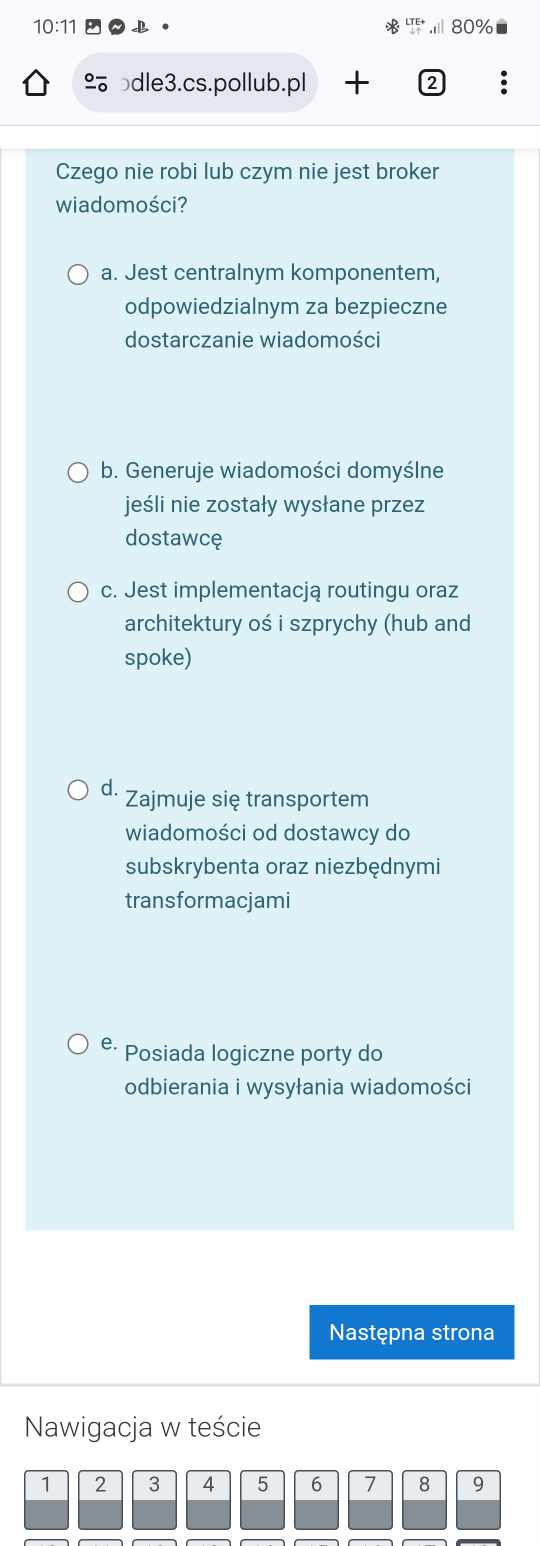 10:11
LTE+
80%
dle3.cs.pollub.pl
2
Czego nie robi lub czym nie jest broker
wiadomości?
a. Jest centralnym komponentem,
odpowiedzialnym za bezpieczne
dostarczanie wiadomości
b. Generuje wiadomości domyślne
jeśli nie zostały wysłane przez
dostawcę
c. Jest implementacją routingu oraz
architektury oś i szprychy (hub and
spoke)
d.
Zajmuje się transportem
wiadomości od dostawcy do
subskrybenta oraz niezbędnymi
transformacjami
e.
Posiada logiczne porty do
odbierania i wysyłania wiadomości
Następna strona
Nawigacja w teście
1 2 3 4 5 6 7 8 9